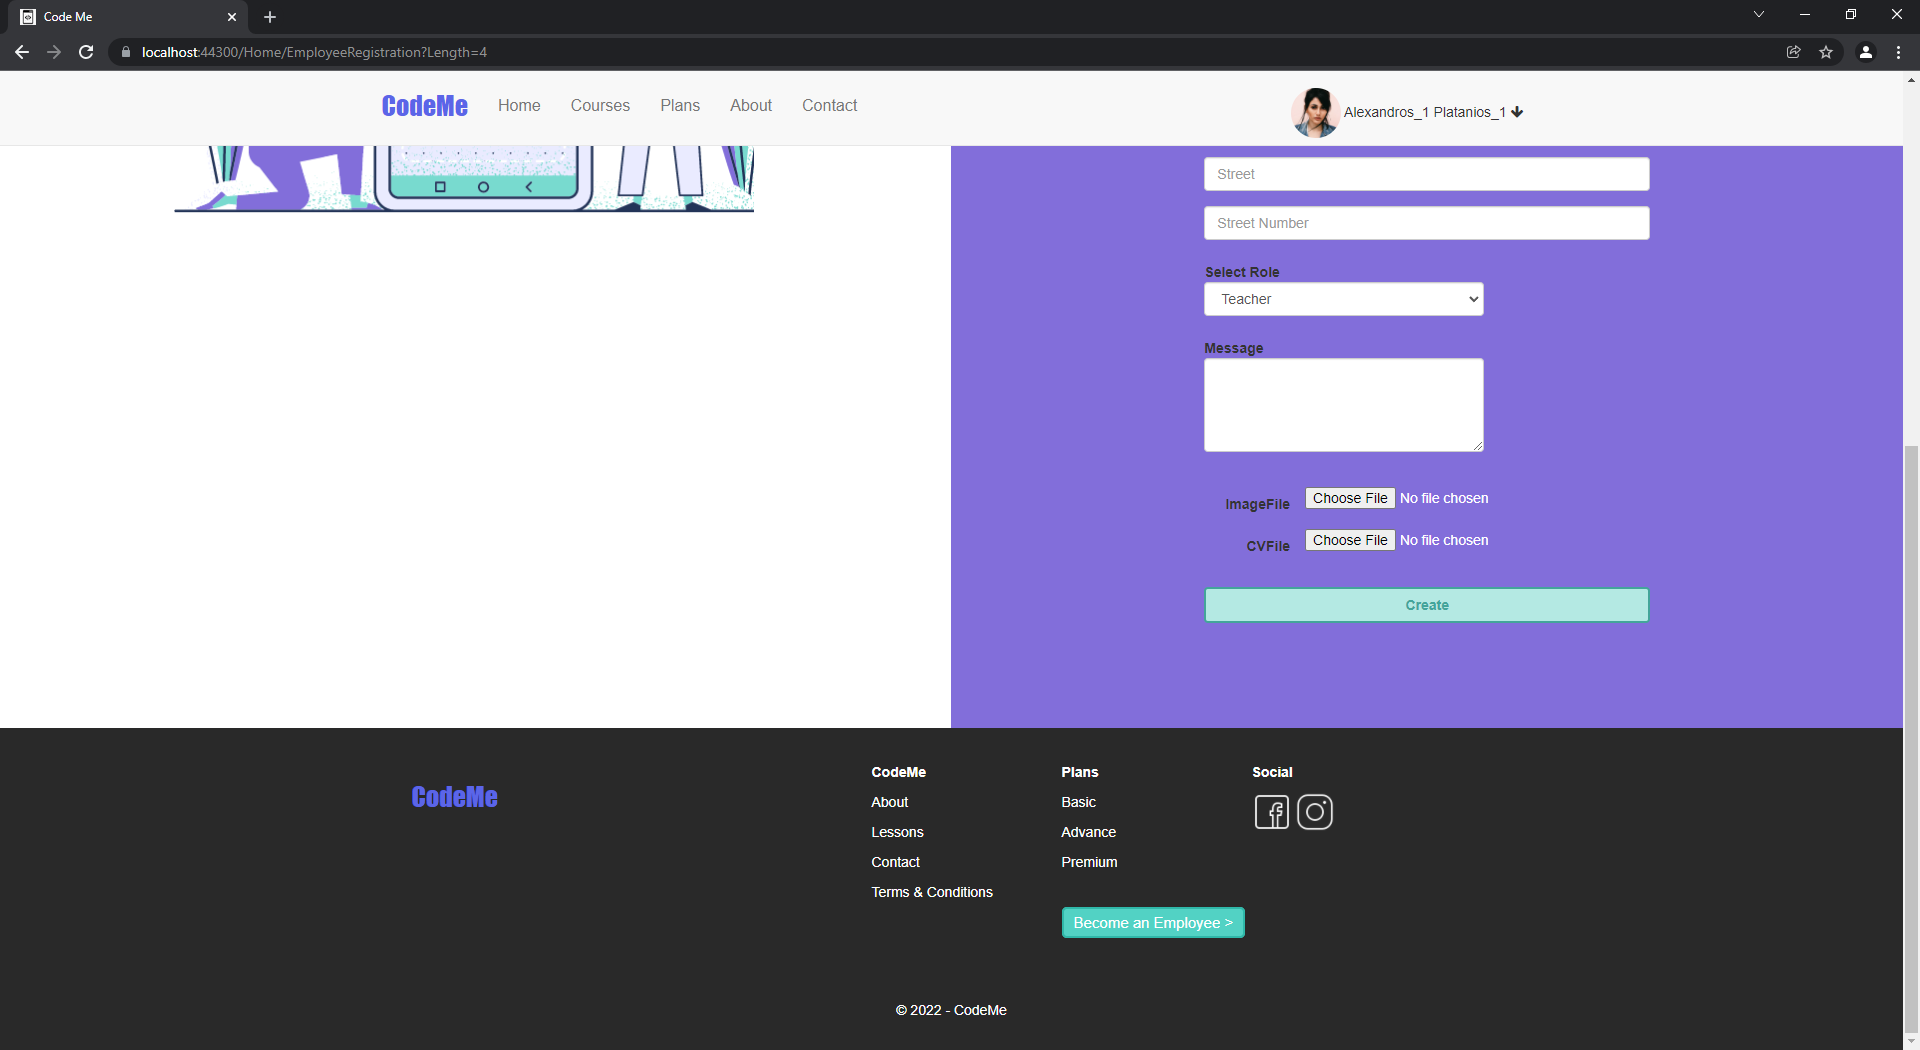 Code Me
localhost:44300/Home/EmployeeRegistration?Length=4
CodeMe
Home
Courses
Plans
About
Contact
Alexandros_1 Platanios_1
Street
Street Number
Select Role
Teacher
Message
ImageFile
Choose File No file chosen
CVFile
Choose File No file chosen
Create
CodeMe
CodeMe
About
Lessons
Contact
Terms & Conditions
Plans
Basic
Advance
Premium
Become an Employee >
Social
© 2022 - CodeMe